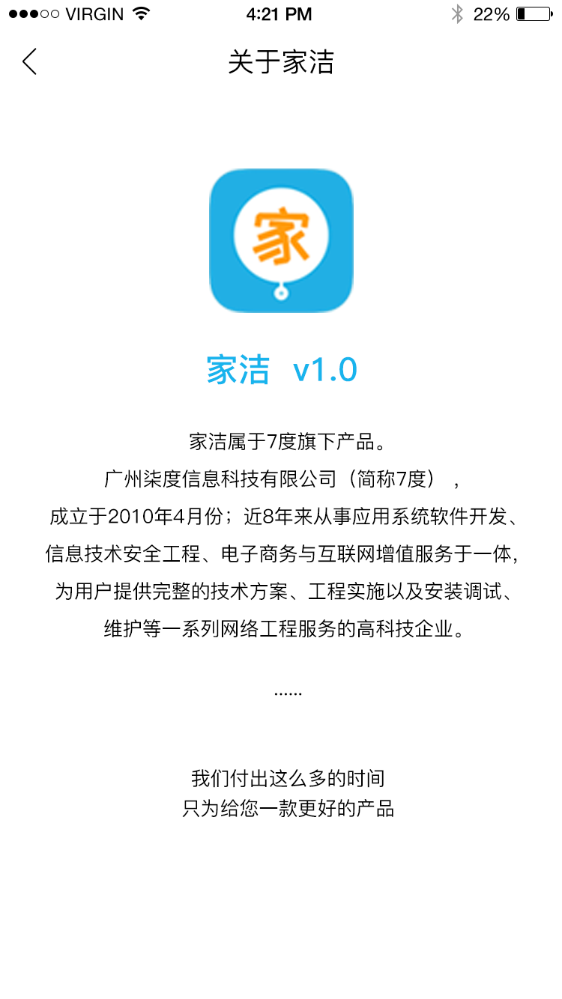 VIRGIN 4:21 PM 22%
关于家洁
家
家洁 v1.0
家洁属于7度旗下产品。
广州柒度信息科技有限公司（简称7度），
成立于2010年4月份；近8年来从事应用系统软件开发、
信息技术安全工程、电子商务与互联网增值服务于一体，
为用户提供完整的技术方案、工程实施以及安装调试、
维护等一系列网络工程服务的高科技企业。
......
我们付出这么多的时间
只为给您一款更好的产品